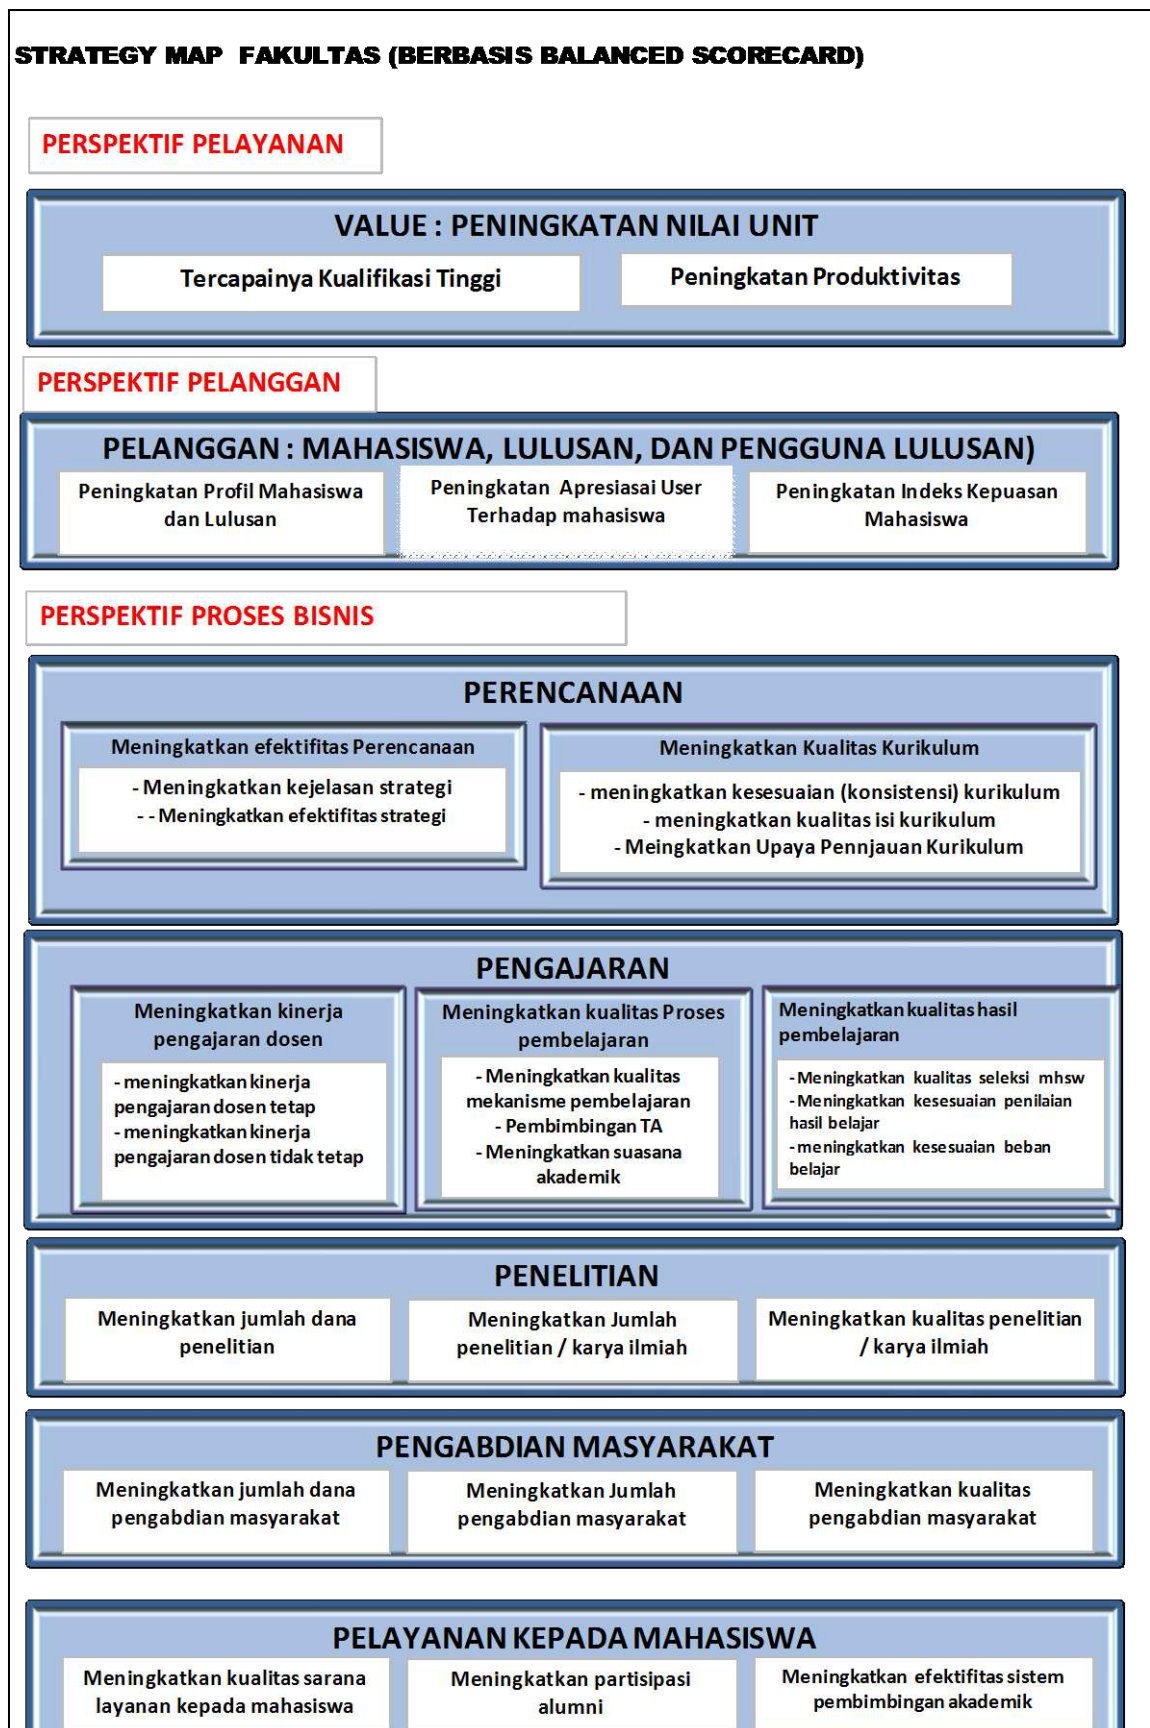 STRATEGY MAP FAKULTAS (BERBASIS BALANCED SCORECARD)
PERSPEKTIF PELAYANAN
VALUE : PENINGKATAN NILAI UNIT
Tercapainya Kualifikasi Tinggi
Peningkatan Produktivitas
PERSPEKTIF PELANGGAN
PELANGGAN : MAHASISWA, LULUSAN, DAN PENGGUNA LULUSAN)
Peningkatan Profil Mahasiswa
dan Lulusan
Peningkatan Apresiasai User
Terhadap mahasiswa
Peningkatan Indeks Kepuasan
Mahasiswa
PERSPEKTIF PROSES BISNIS
PERENCANAAN
Meningkatkan efektifitas Perencanaan
- Meningkatkan kejelasan strategi
- - Meningkatkan efektifitas strategi
Meningkatkan Kualitas Kurikulum
- meningkatkan kesesuaian (konsistensi) kurikulum
- meningkatkan kualitas isi kurikulum
- Meingkatkan Upaya Pennjauan Kurikulum
PENGAJARAN
Meningkatkan kinerja
pengajaran dosen
- meningkatkan kinerja
pengajaran dosen tetap
- meningkatkan kinerja
pengajaran dosen tidak tetap
Meningkatkan kualitas Proses
pembelajaran
- Meningkatkan kualitas
mekanisme pembelajaran
- Pembimbingan TA
- Meningkatkan suasana
akademik
Meningkatkan kualitas hasil
pembelajaran
- Meningkatkan kualitas seleksi mhsw
- Meningkatkan kesesuaian penilaian
hasil belajar
- meningkatkan kesesuaian beban
belajar
PENELITIAN
Meningkatkan jumlah dana
penelitian
Meningkatkan Jumlah
penelitian / karya ilmiah
Meningkatkan kualitas penelitian
/ karya ilmiah
PENGABDIAN MASYARAKAT
Meningkatkan jumlah dana
pengabdian masyarakat
Meningkatkan Jumlah
pengabdian masyarakat
Meningkatkan kualitas
pengabdian masyarakat
PELAYANAN KEPADA MAHASISWA
Meningkatkan kualitas sarana
layanan kepada mahasiswa
Meningkatkan partisipasi
alumni
Meningkatkan efektifitas sistem
pembimbingan akademik